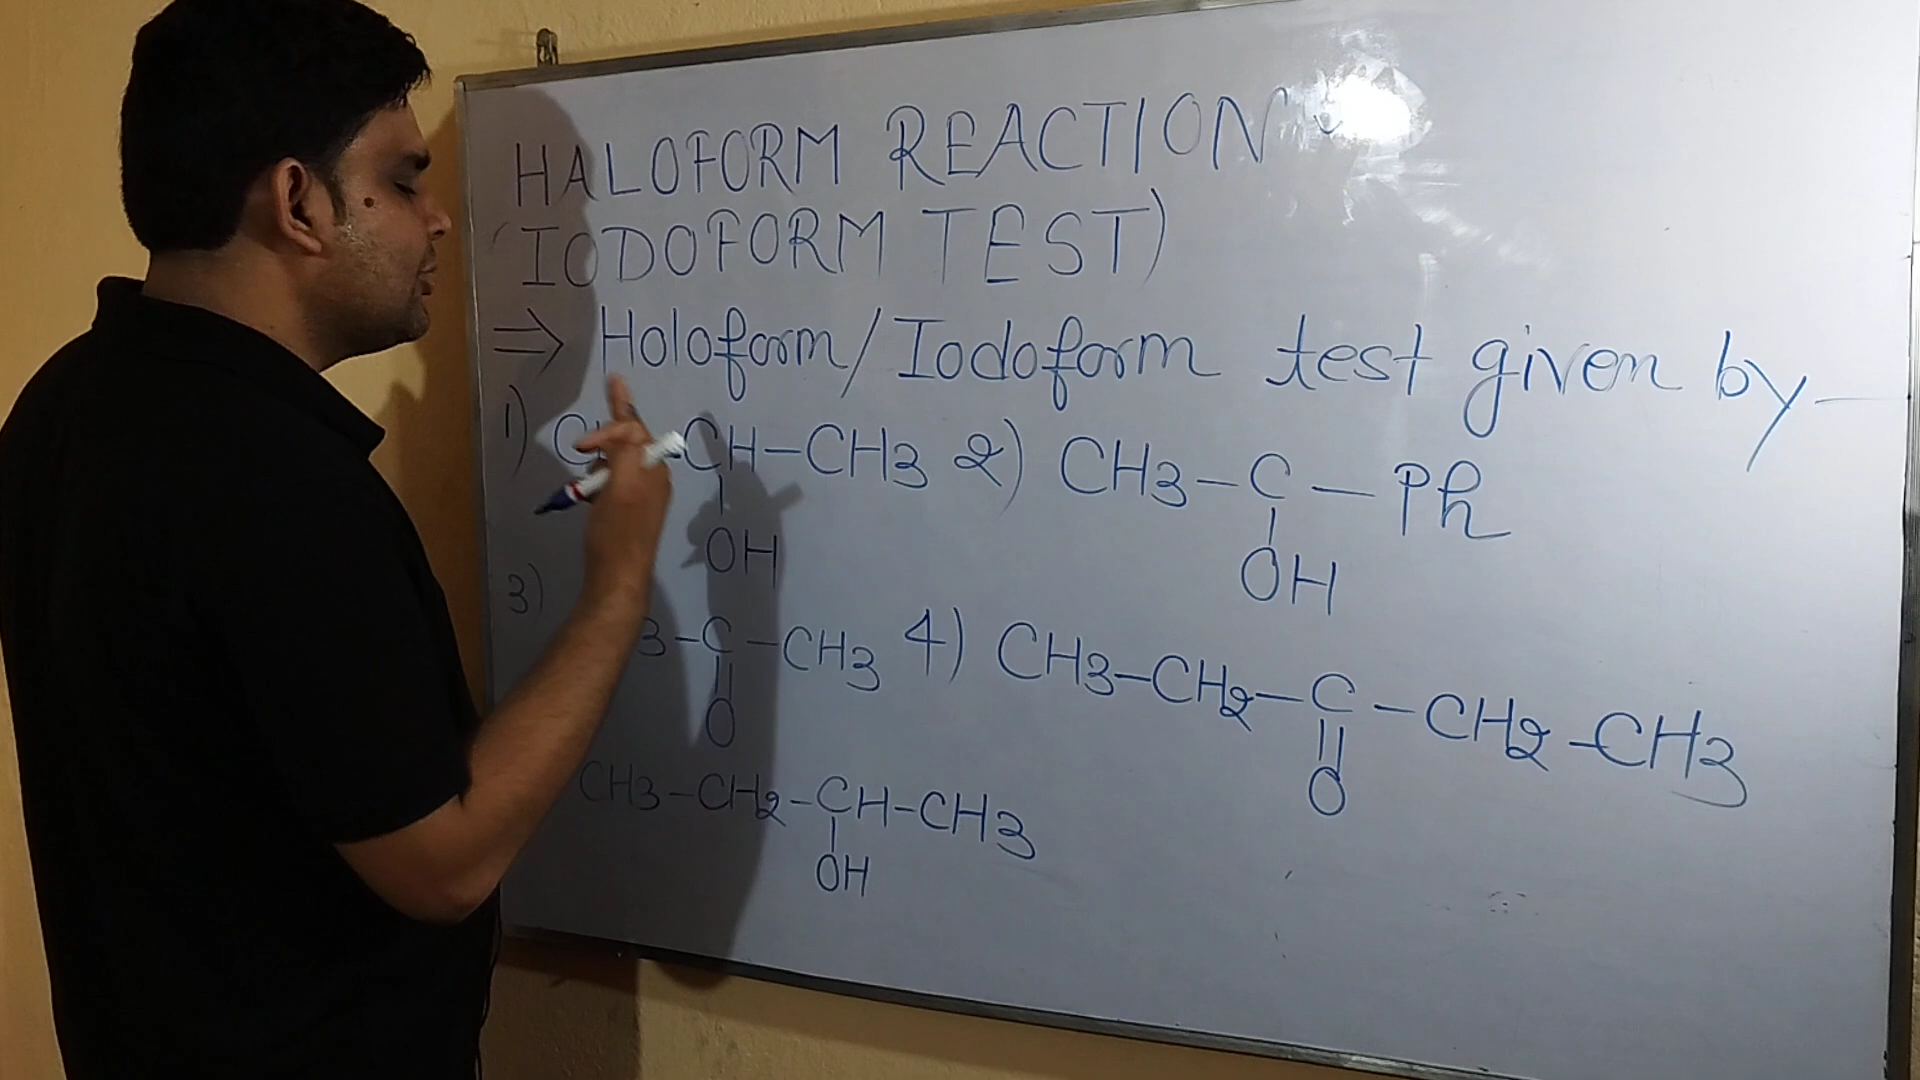 HALOFORM REACTION
(IODOFORM TEST)
⇒ Holoform/Iodoform test given by-
1) CH-CH3 2) CH3-C-Ph
OH OH
3) 3-C-CH3 4) CH3-CH2-C-CH2-CH3
O O
CH3-CH2-CH-CH3
OH